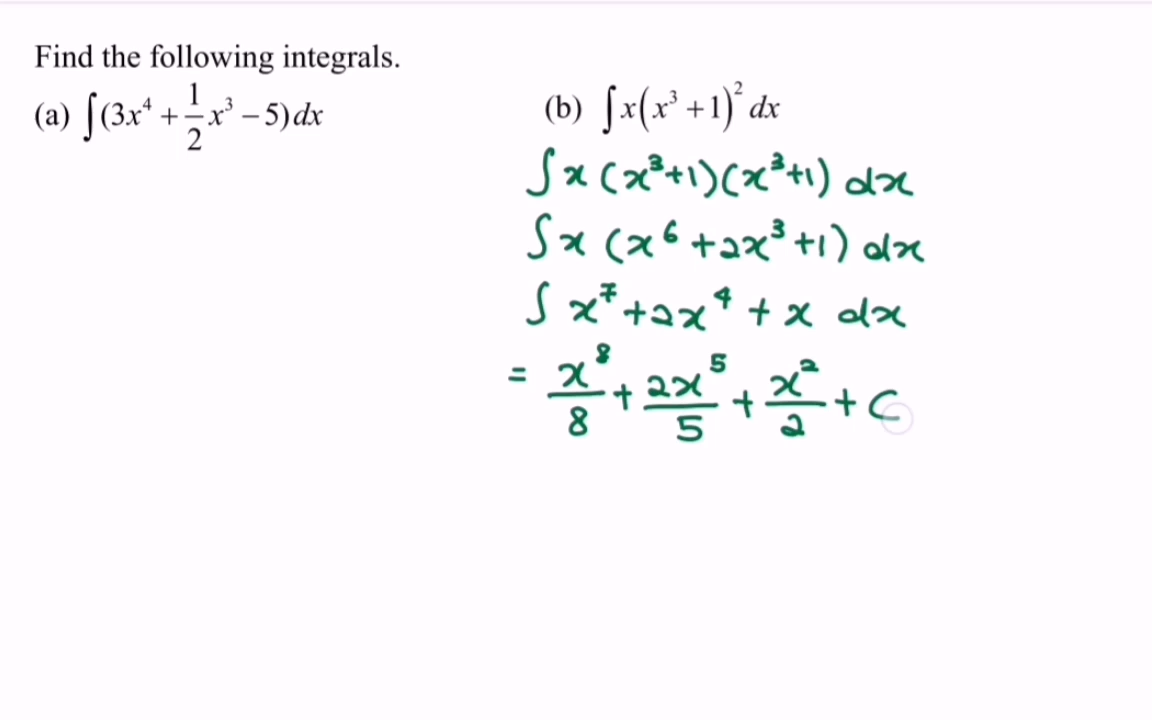 Find the following integrals.
(a) ∫(3x⁴ + 1/2 x³ − 5)dx
(b) ∫x(x³ + 1)² dx
∫x(x³+1)(x³+1) dx
∫x (x⁶ +2x³ +1) dx
∫ x⁷ +2x⁴ + x dx
= x⁸/8 + 2x⁵/5 + x²/2 + C